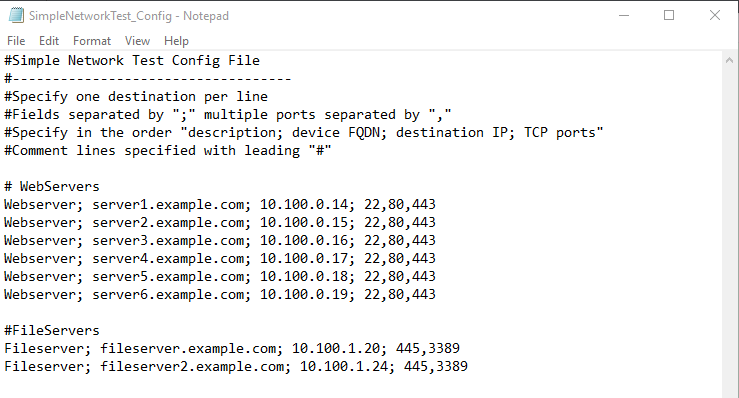 SimpleNetworkTest_Config - Notepad
File Edit Format View Help
#Simple Network Test Config File
#-----------------------------------
#Specify one destination per line
#Fields separated by ";" multiple ports separated by ","
#Specify in the order "description; device FQDN; destination IP; TCP ports"
#Comment lines specified with leading "#"
# WebServers
Webserver; server1.example.com; 10.100.0.14; 22,80,443
Webserver; server2.example.com; 10.100.0.15; 22,80,443
Webserver; server3.example.com; 10.100.0.16; 22,80,443
Webserver; server4.example.com; 10.100.0.17; 22,80,443
Webserver; server5.example.com; 10.100.0.18; 22,80,443
Webserver; server6.example.com; 10.100.0.19; 22,80,443
#FileServers
Fileserver; fileserver.example.com; 10.100.1.20; 445,3389
Fileserver; fileserver2.example.com; 10.100.1.24; 445,3389